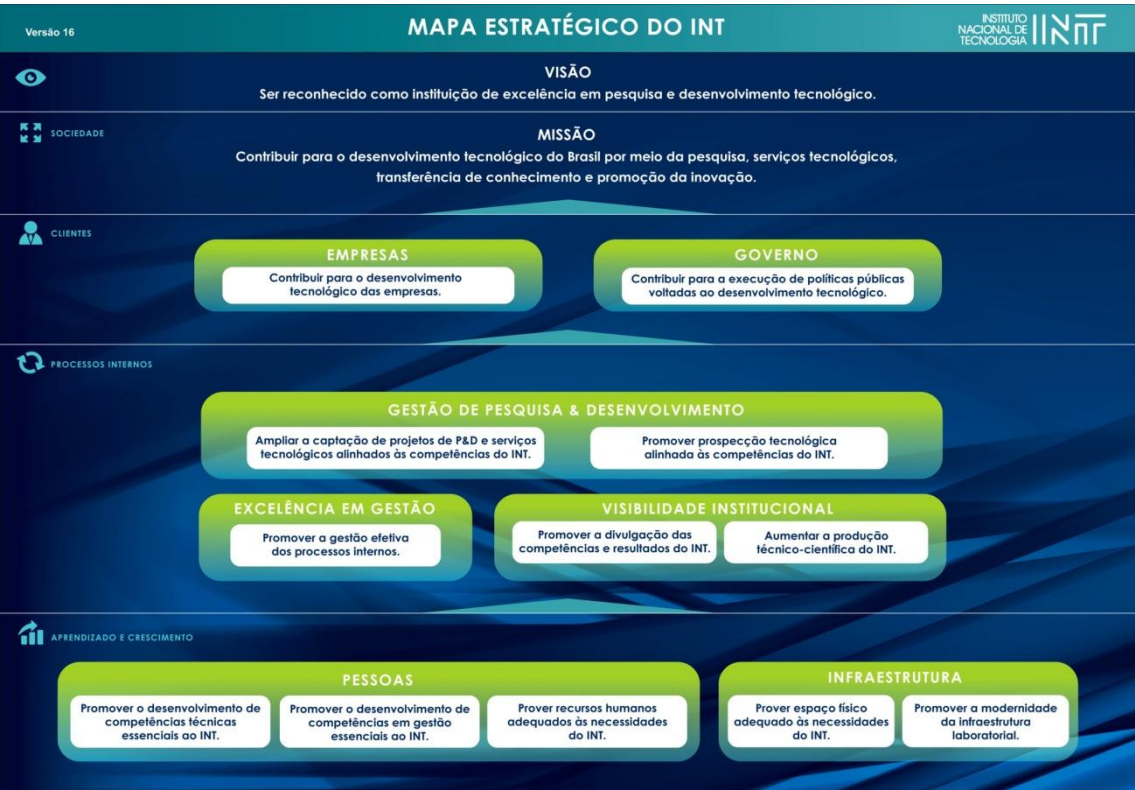 Versão 16
MAPA ESTRATÉGICO DO INT
INSTITUTO
NACIONAL DE
TECNOLOGIA
INT
VISÃO
Ser reconhecido como instituição de excelência em pesquisa e desenvolvimento tecnológico.
SOCIEDADE
MISSÃO
Contribuir para o desenvolvimento tecnológico do Brasil por meio da pesquisa, serviços tecnológicos,
transferência de conhecimento e promoção da inovação.
CLIENTES
EMPRESAS
Contribuir para o desenvolvimento
tecnológico das empresas.
GOVERNO
Contribuir para a execução de políticas públicas
voltadas ao desenvolvimento tecnológico.
PROCESSOS INTERNOS
GESTÃO DE PESQUISA & DESENVOLVIMENTO
Ampliar a captação de projetos de P&D e serviços
tecnológicos alinhados às competências do INT.
Promover prospecção tecnológica
alinhada às competências do INT.
EXCELÊNCIA EM GESTÃO
Promover a gestão efetiva
dos processos internos.
VISIBILIDADE INSTITUCIONAL
Promover a divulgação das
competências e resultados do INT.
Aumentar a produção
técnico-científica do INT.
APRENDIZADO E CRESCIMENTO
PESSOAS
Promover o desenvolvimento de
competências técnicas
essenciais ao INT.
Promover o desenvolvimento de
competências em gestão
essenciais ao INT.
Prover recursos humanos
adequados às necessidades
do INT.
INFRAESTRUTURA
Prover espaço físico
adequado às necessidades
do INT.
Promover a modernidade
da infraestrutura
laboratorial.